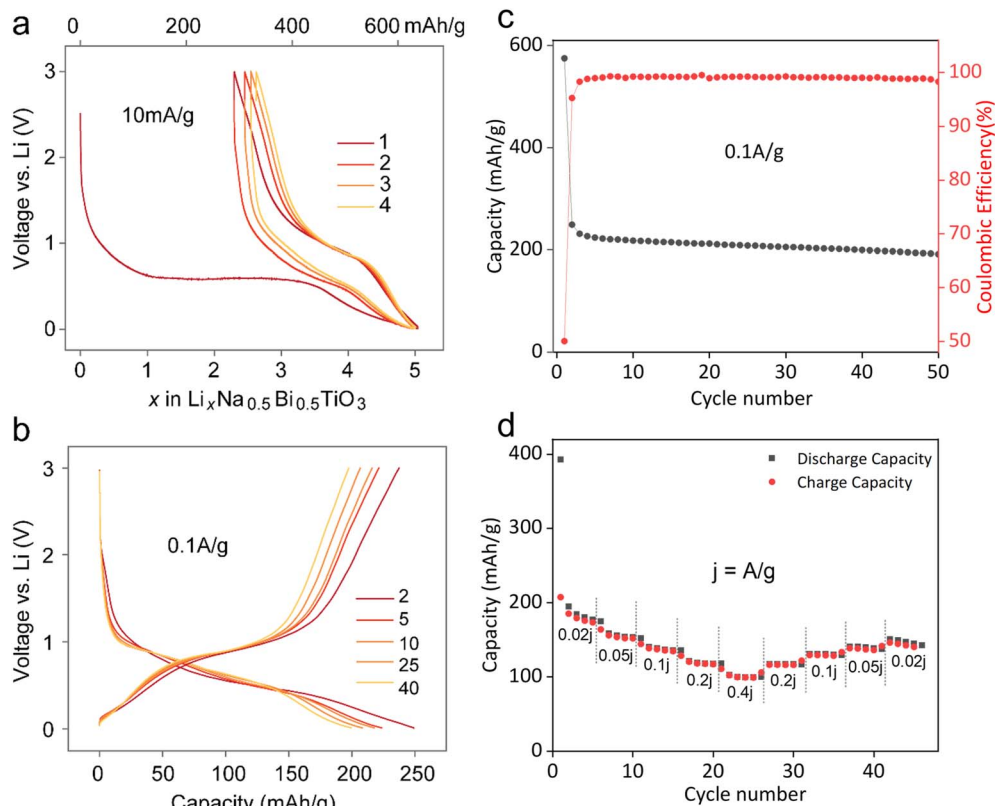 a
0 200 400 600 mAh/g
Voltage vs. Li (V)
3
2
1
0
10mA/g
1
2
3
4
0 1 2 3 4 5
x in LiₓNa₀.₅Bi₀.₅TiO₃
b
Voltage vs. Li (V)
3
2
1
0
0.1A/g
2
5
10
25
40
0 50 100 150 200 250
Capacity (mAh/g)
c
Capacity (mAh/g)
600
400
200
0
0.1A/g
100
90
80
70
60
50
Coulombic Efficiency(%)
0 10 20 30 40 50
Cycle number
d
Capacity (mAh/g)
400
300
200
100
0
Discharge Capacity
Charge Capacity
j = A/g
0.02j 0.05j 0.1j 0.2j 0.4j 0.2j 0.1j 0.05j 0.02j
0 10 20 30 40
Cycle number